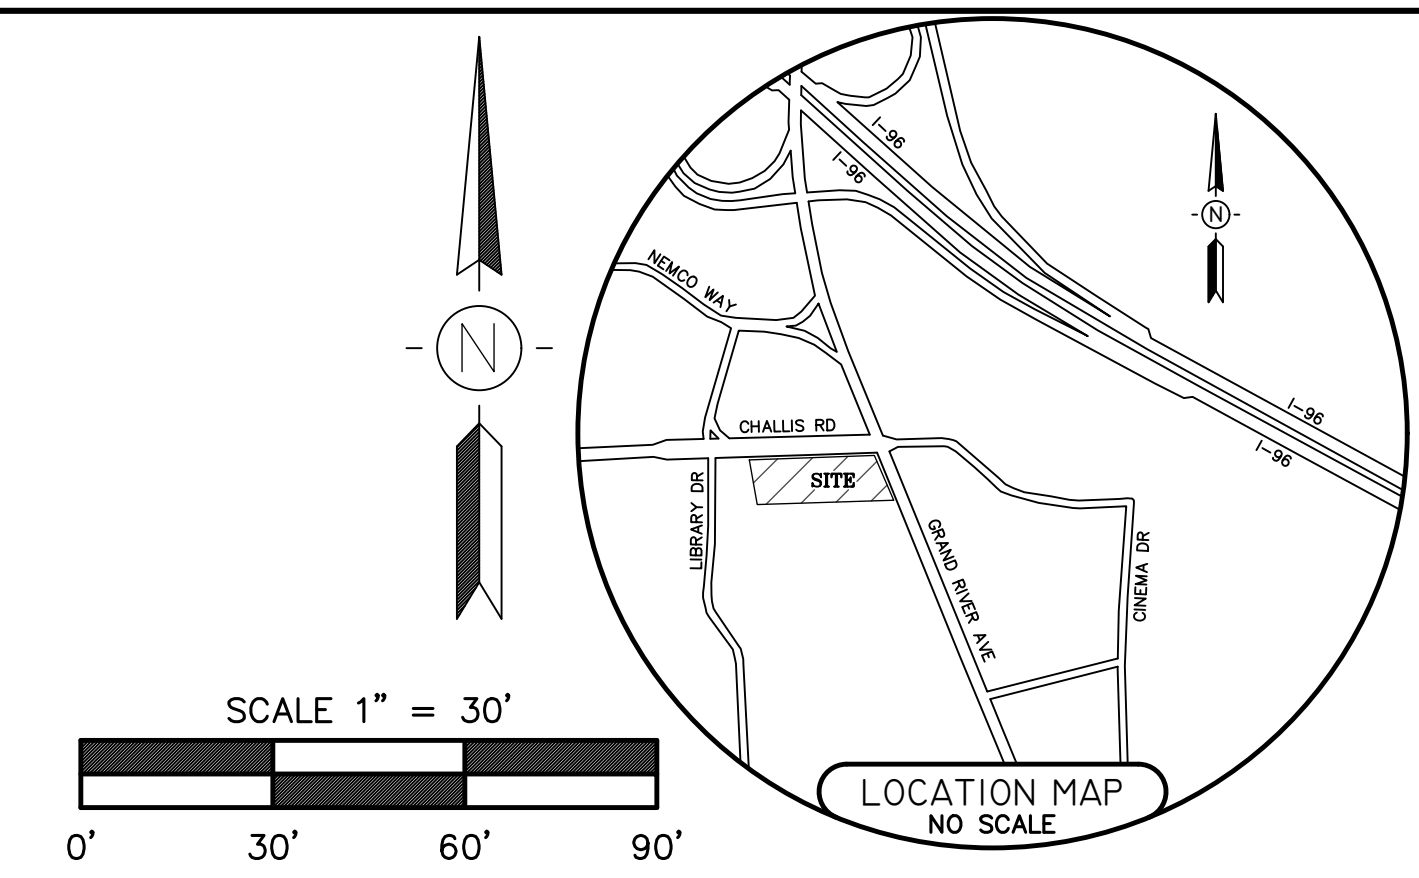 I-96
I-96
N
NEMCO WAY
N
I-96
CHALLIS RD
I-96
SITE
LIBRARY DR
GRAND RIVER AVE
CINEMA DR
SCALE 1" = 30'
LOCATION MAP
NO SCALE
0' 30' 60' 90'